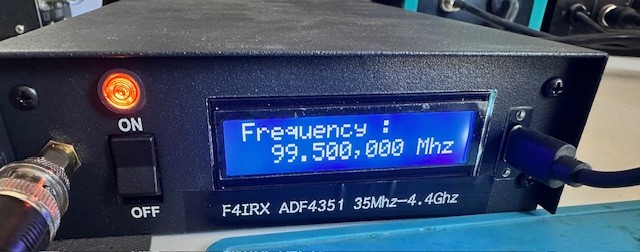 ON
Frequency :
99.500,000 Mhz
OFF
F4IRX ADF4351 35Mhz-4.4Ghz